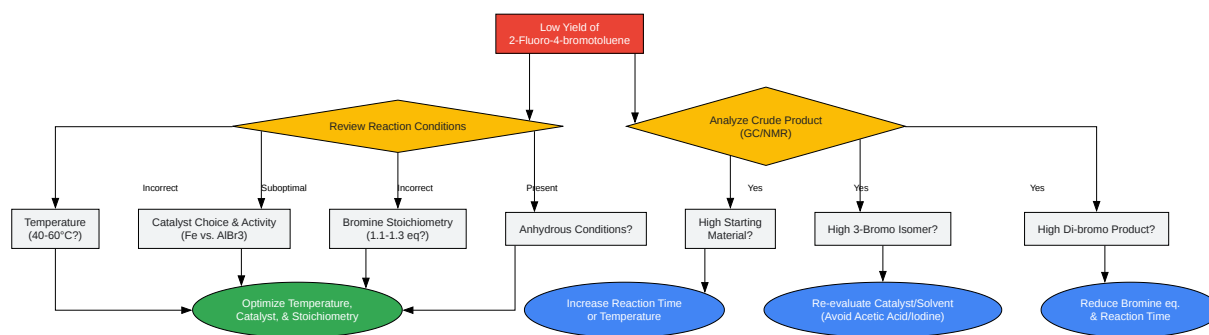 Low Yield of
2-Fluoro-4-bromotoluene
Review Reaction Conditions
Analyze Crude Product
(GC/NMR)
Incorrect
Suboptimal
Incorrect
Present
Yes
Yes
Yes
Temperature
(40-60°C?)
Catalyst Choice & Activity
(Fe vs. AlBr3)
Bromine Stoichiometry
(1.1-1.3 eq?)
Anhydrous Conditions?
High Starting
Material?
High 3-Bromo Isomer?
High Di-bromo Product?
Optimize Temperature,
Catalyst, & Stoichiometry
Increase Reaction Time
or Temperature
Re-evaluate Catalyst/Solvent
(Avoid Acetic Acid/Iodine)
Reduce Bromine eq.
& Reaction Time